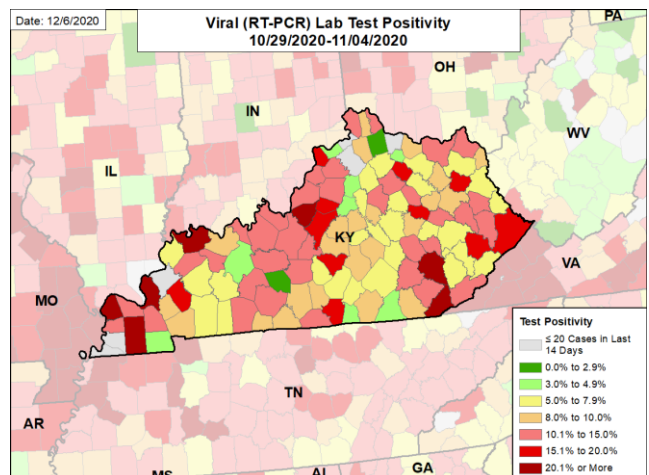 Date: 12/6/2020
Viral (RT-PCR) Lab Test Positivity
10/29/2020-11/04/2020
PA
OH
IN
WV
IL
KY
VA
MO
TN
AR
MS
AL
GA
Test Positivity
≤ 20 Cases in Last
14 Days
0.0% to 2.9%
3.0% to 4.9%
5.0% to 7.9%
8.0% to 10.0%
10.1% to 15.0%
15.1% to 20.0%
20.1% or More